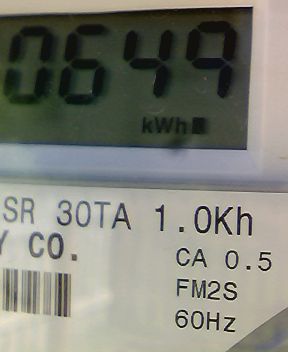 0649
kWh
SR 30TA 1.0Kh
Y CO.
CA 0.5
FM2S
60Hz